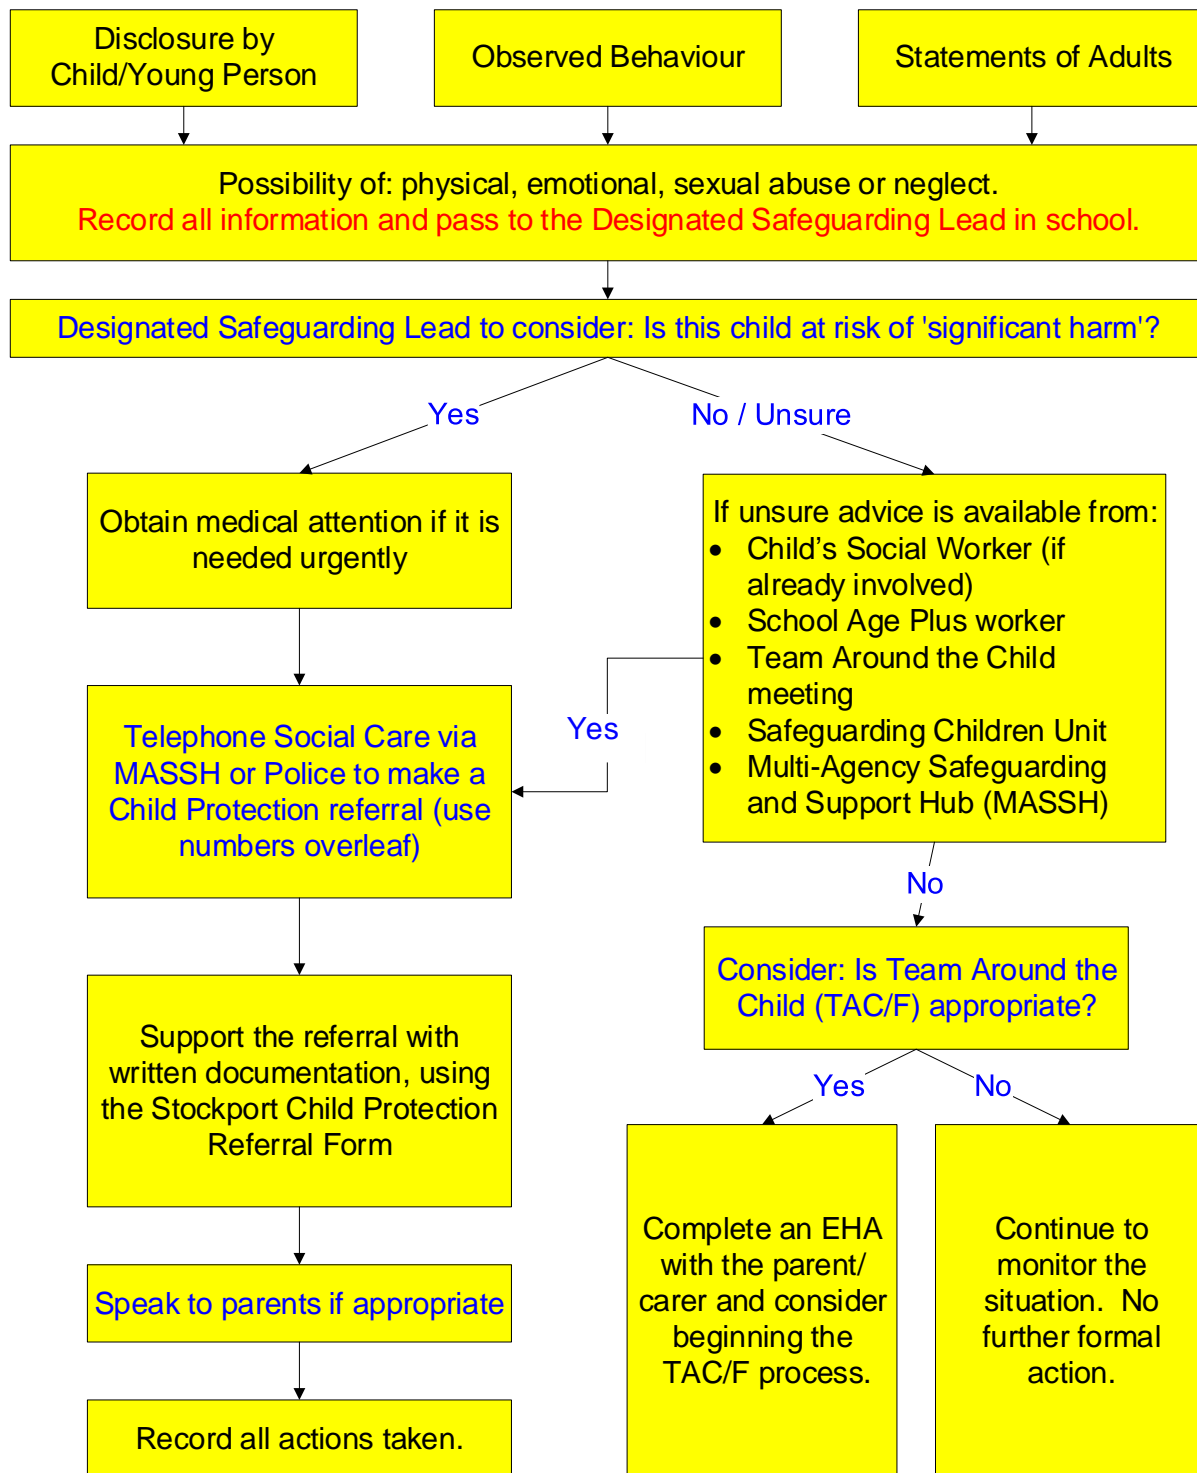 Disclosure by
Child/Young Person
Observed Behaviour
Statements of Adults
Possibility of: physical, emotional, sexual abuse or neglect.
Record all information and pass to the Designated Safeguarding Lead in school.
Designated Safeguarding Lead to consider: Is this child at risk of 'significant harm'?
Yes
No / Unsure
Obtain medical attention if it is
needed urgently
If unsure advice is available from:
• Child’s Social Worker (if
already involved)
• School Age Plus worker
• Team Around the Child
meeting
• Safeguarding Children Unit
• Multi-Agency Safeguarding
and Support Hub (MASSH)
Yes
Telephone Social Care via
MASSH or Police to make a
Child Protection referral (use
numbers overleaf)
No
Consider: Is Team Around the
Child (TAC/F) appropriate?
Support the referral with
written documentation, using
the Stockport Child Protection
Referral Form
Yes
No
Speak to parents if appropriate
Complete an EHA
with the parent/
carer and consider
beginning the
TAC/F process.
Continue to
monitor the
situation.  No
further formal
action.
Record all actions taken.